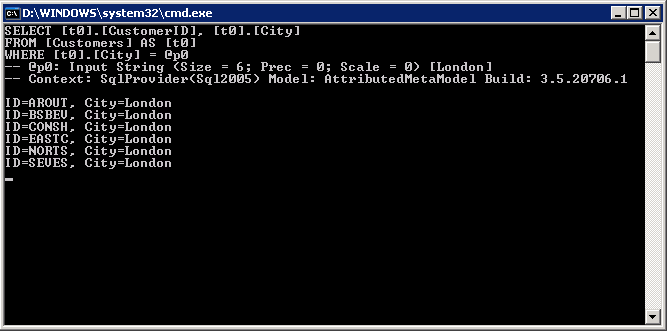 D:\WINDOWS\system32\cmd.exe
SELECT [t0].[CustomerID], [t0].[City]
FROM [Customers] AS [t0]
WHERE [t0].[City] = @p0
-- @p0: Input String (Size = 6; Prec = 0; Scale = 0) [London]
-- Context: SqlProvider(Sql2005) Model: AttributedMetaModel Build: 3.5.20706.1
ID=AROUT, City=London
ID=BSBEV, City=London
ID=CONSH, City=London
ID=EASTC, City=London
ID=NORTS, City=London
ID=SEVES, City=London